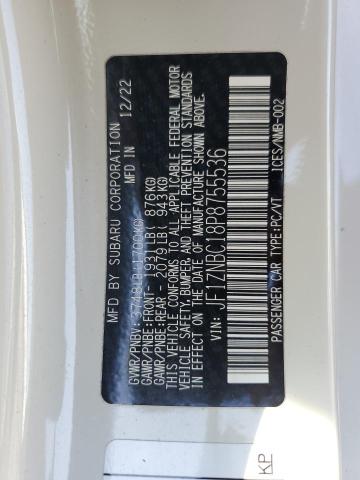 MFD BY SUBARU CORPORATION 12/22
MFD IN
GVWR/PNBV: 3748LB(1700KG)
GAWR/PNBE:FRONT- 1931LB( 876KG)
GAWR/PNBE:REAR - 2079LB( 943KG)
THIS VEHICLE CONFORMS TO ALL APPLICABLE FEDERAL MOTOR
VEHICLE SAFETY,BUMPER, AND THEFT PREVENTION STANDARDS
IN EFFECT ON THE DATE OF MANUFACTURE SHOWN ABOVE.
VIN: JF1ZNBC18P8755536
PASSENGER CAR TYPE:PC/VT ICES/NMB-002
KP